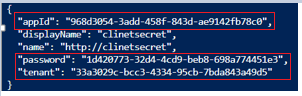 {
"appId": "968d3054-3add-458f-843d-ae9142fb78c0",
"displayName": "clinetsecret",
"name": "http://clinetsecret",
"password": "1d420773-32d4-4cd9-beb8-698a774451e3",
"tenant": "33a3029c-bcc3-4334-95cb-7bda843a49d5"
}